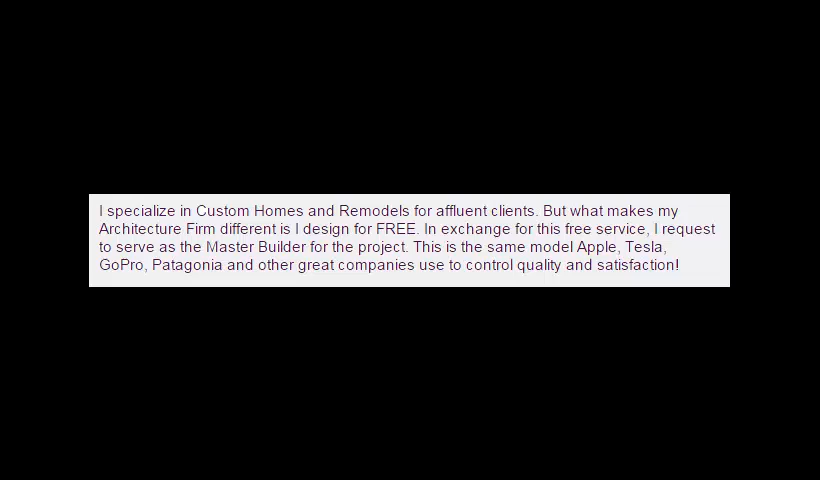 I specialize in Custom Homes and Remodels for affluent clients. But what makes my
Architecture Firm different is I design for FREE. In exchange for this free service, I request
to serve as the Master Builder for the project. This is the same model Apple, Tesla,
GoPro, Patagonia and other great companies use to control quality and satisfaction!